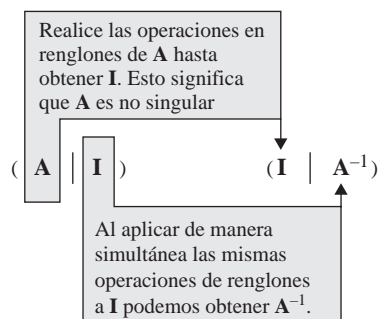 Realice las operaciones en
renglones de A hasta
obtener I. Esto significa
que A es no singular
( A | I ) ( I | A⁻¹)
Al aplicar de manera
simultánea las mismas
operaciones de renglones
a I podemos obtener A⁻¹.